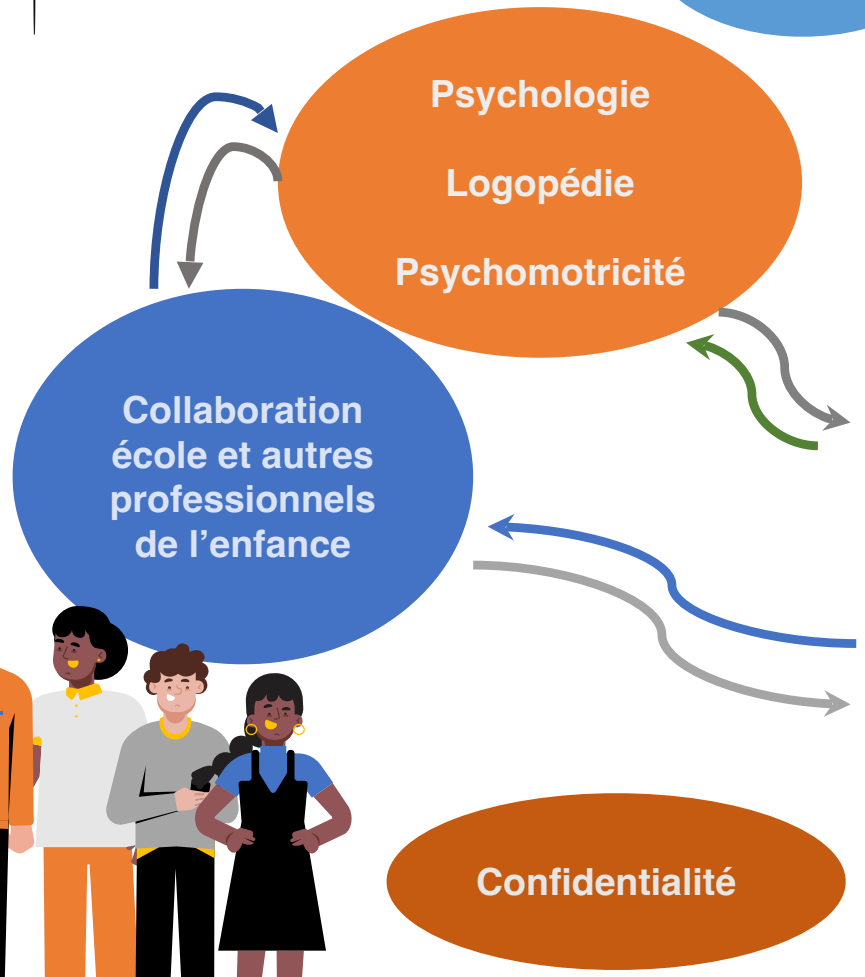 Psychologie
Logopédie
Psychomotricité
Collaboration
école et autres
professionnels
de l’enfance
Confidentialité